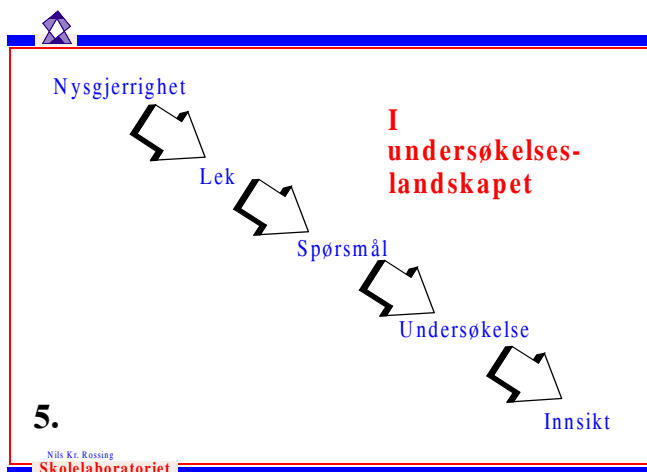 Nysgjerrighet
I
undersøkelses-
landskapet
Lek
Spørsmål
Undersøkelse
Innsikt
5.
Nils Kr. Rossing
Skolelaboratoriet